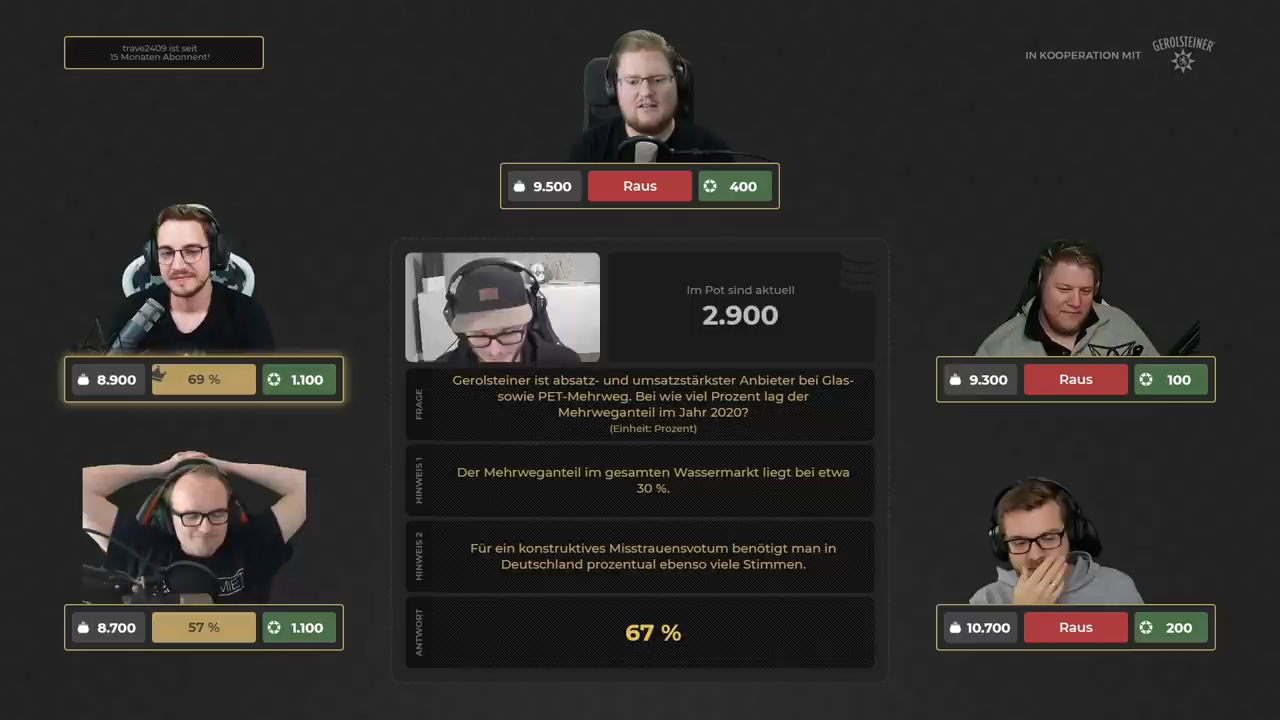 trave2409 ist seit
15 Monaten Abonnent!
IN KOOPERATION MIT
GEROLSTEINER
9.500
Raus
400
8.900
69 %
1.100
Im Pot sind aktuell
2.900
9.300
Raus
100
FRAGE
Gerolsteiner ist absatz- und umsatzstärkster Anbieter bei Glas-
sowie PET-Mehrweg. Bei wie viel Prozent lag der
Mehrweganteil im Jahr 2020?
(Einheit: Prozent)
HINWEIS 1
Der Mehrweganteil im gesamten Wassermarkt liegt bei etwa
30 %.
HINWEIS 2
Für ein konstruktives Misstrauensvotum benötigt man in
Deutschland prozentual ebenso viele Stimmen.
ANTWORT
67 %
8.700
57 %
1.100
10.700
Raus
200